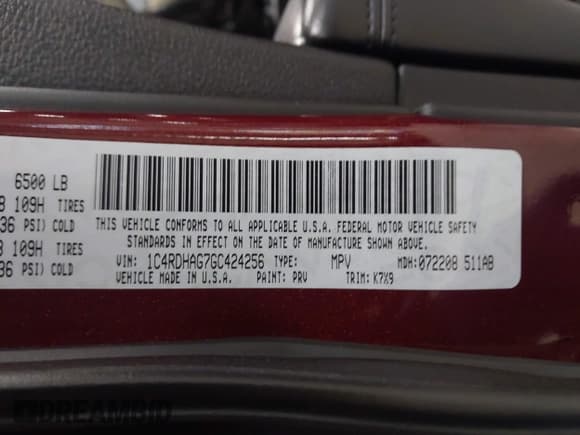 6500 LB
109H TIRES
36 PSI) COLD
109H TIRES
36 PSI) COLD
THIS VEHICLE CONFORMS TO ALL APPLICABLE U.S.A. FEDERAL MOTOR VEHICLE SAFETY
STANDARDS IN EFFECT ON THE DATE OF MANUFACTURE SHOWN ABOVE.
VIN: 1C4RDHAG7GC424256 TYPE: MPV MDH:072208 511AB
VEHICLE MADE IN U.S.A. PAINT: PRV TRIM: K7X9
DREAMBID